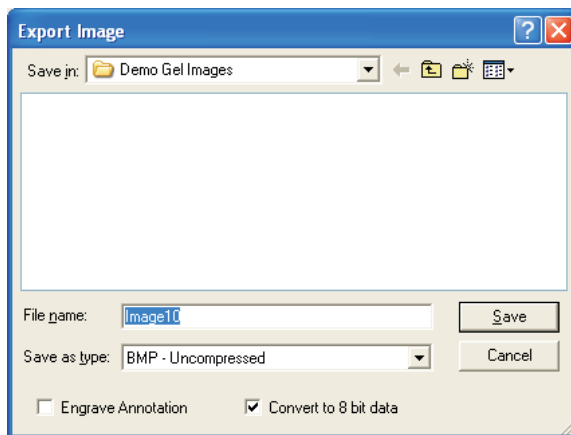 Export Image
Save in: Demo Gel Images
File name: Image10 Save
Save as type: BMP - Uncompressed Cancel
Engrave Annotation Convert to 8 bit data